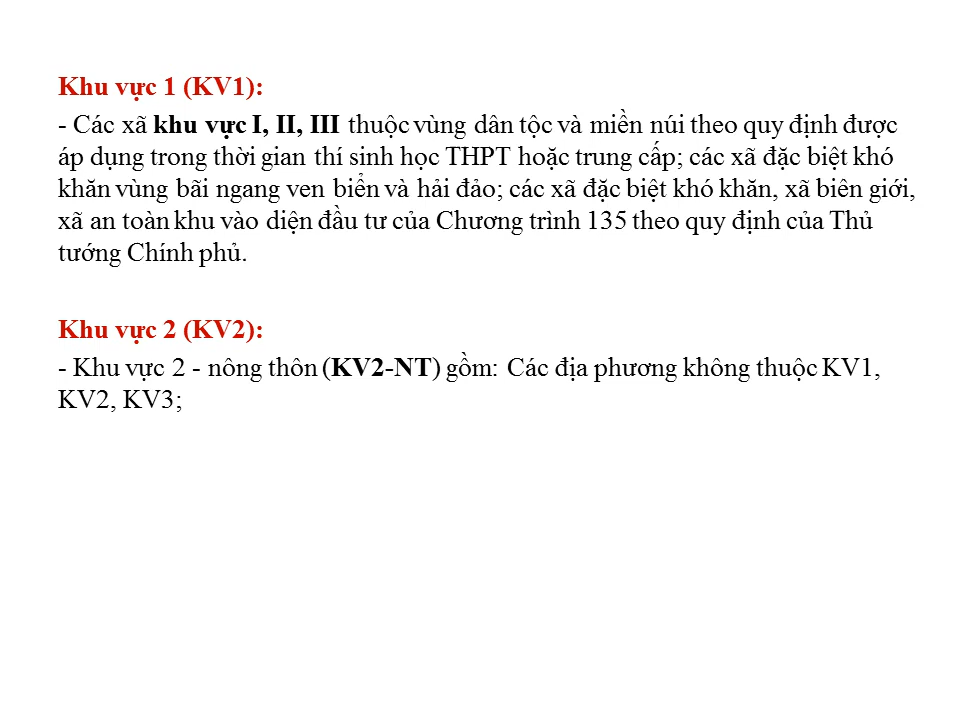 Khu vực 1 (KV1):
- Các xã khu vực I, II, III thuộc vùng dân tộc và miền núi theo quy định được
áp dụng trong thời gian thí sinh học THPT hoặc trung cấp; các xã đặc biệt khó
khăn vùng bãi ngang ven biển và hải đảo; các xã đặc biệt khó khăn, xã biên giới,
xã an toàn khu vào diện đầu tư của Chương trình 135 theo quy định của Thủ
tướng Chính phủ.
Khu vực 2 (KV2):
- Khu vực 2 - nông thôn (KV2-NT) gồm: Các địa phương không thuộc KV1,
KV2, KV3;